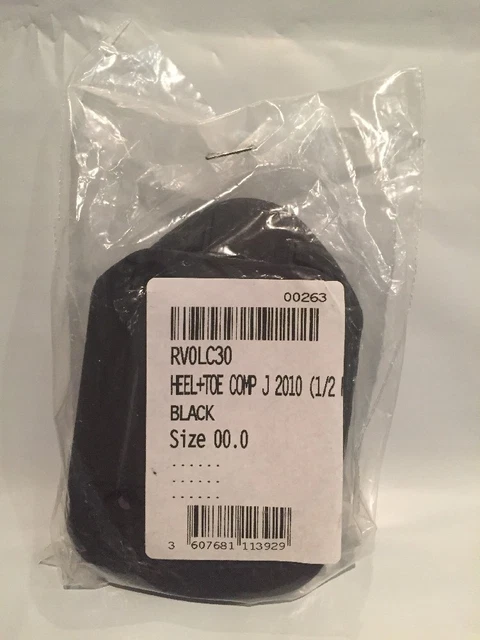 00263
RV0LC30
HEEL+TOE COMP J 2010 (1/2
BLACK
Size 00.0
......
......
......
3 607681 113929